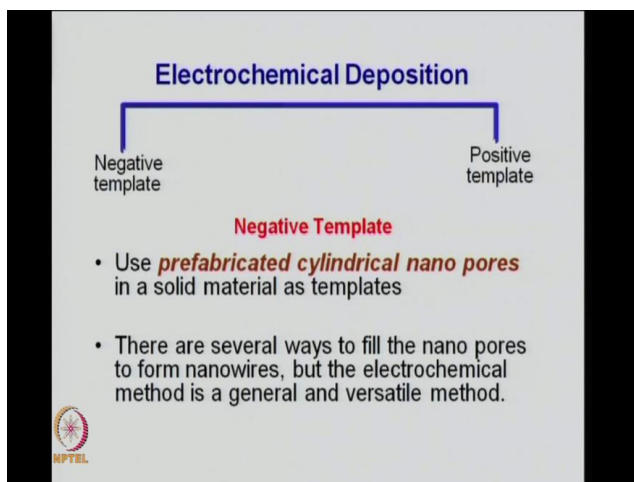 Electrochemical Deposition
Negative
template
Positive
template
Negative Template
• Use prefabricated cylindrical nano pores
in a solid material as templates
• There are several ways to fill the nano pores
to form nanowires, but the electrochemical
method is a general and versatile method.
NPTEL